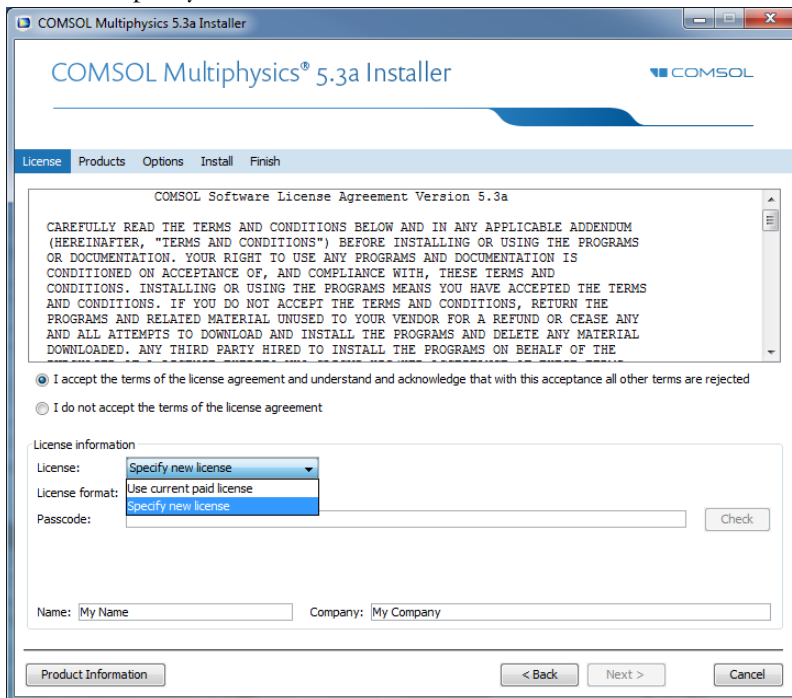 COMSOL Multiphysics 5.3a Installer
COMSOL Multiphysics® 5.3a Installer
COMSOL
License Products Options Install Finish
COMSOL Software License Agreement Version 5.3a
CAREFULLY READ THE TERMS AND CONDITIONS BELOW AND IN ANY APPLICABLE ADDENDUM
(HEREINAFTER, "TERMS AND CONDITIONS") BEFORE INSTALLING OR USING THE PROGRAMS
OR DOCUMENTATION. YOUR RIGHT TO USE ANY PROGRAMS AND DOCUMENTATION IS
CONDITIONED ON ACCEPTANCE OF, AND COMPLIANCE WITH, THESE TERMS AND
CONDITIONS. INSTALLING OR USING THE PROGRAMS MEANS YOU HAVE ACCEPTED THE TERMS
AND CONDITIONS. IF YOU DO NOT ACCEPT THE TERMS AND CONDITIONS, RETURN THE
PROGRAMS AND RELATED MATERIAL UNUSED TO YOUR VENDOR FOR A REFUND OR CEASE ANY
AND ALL ATTEMPTS TO DOWNLOAD AND INSTALL THE PROGRAMS AND DELETE ANY MATERIAL
DOWNLOADED. ANY THIRD PARTY HIRED TO INSTALL THE PROGRAMS ON BEHALF OF THE
I accept the terms of the license agreement and understand and acknowledge that with this acceptance all other terms are rejected
I do not accept the terms of the license agreement
License information
License: Specify new license
License format: Use current paid license
Specify new license
Passcode: Check
Name: My Name Company: My Company
Product Information < Back Next > Cancel